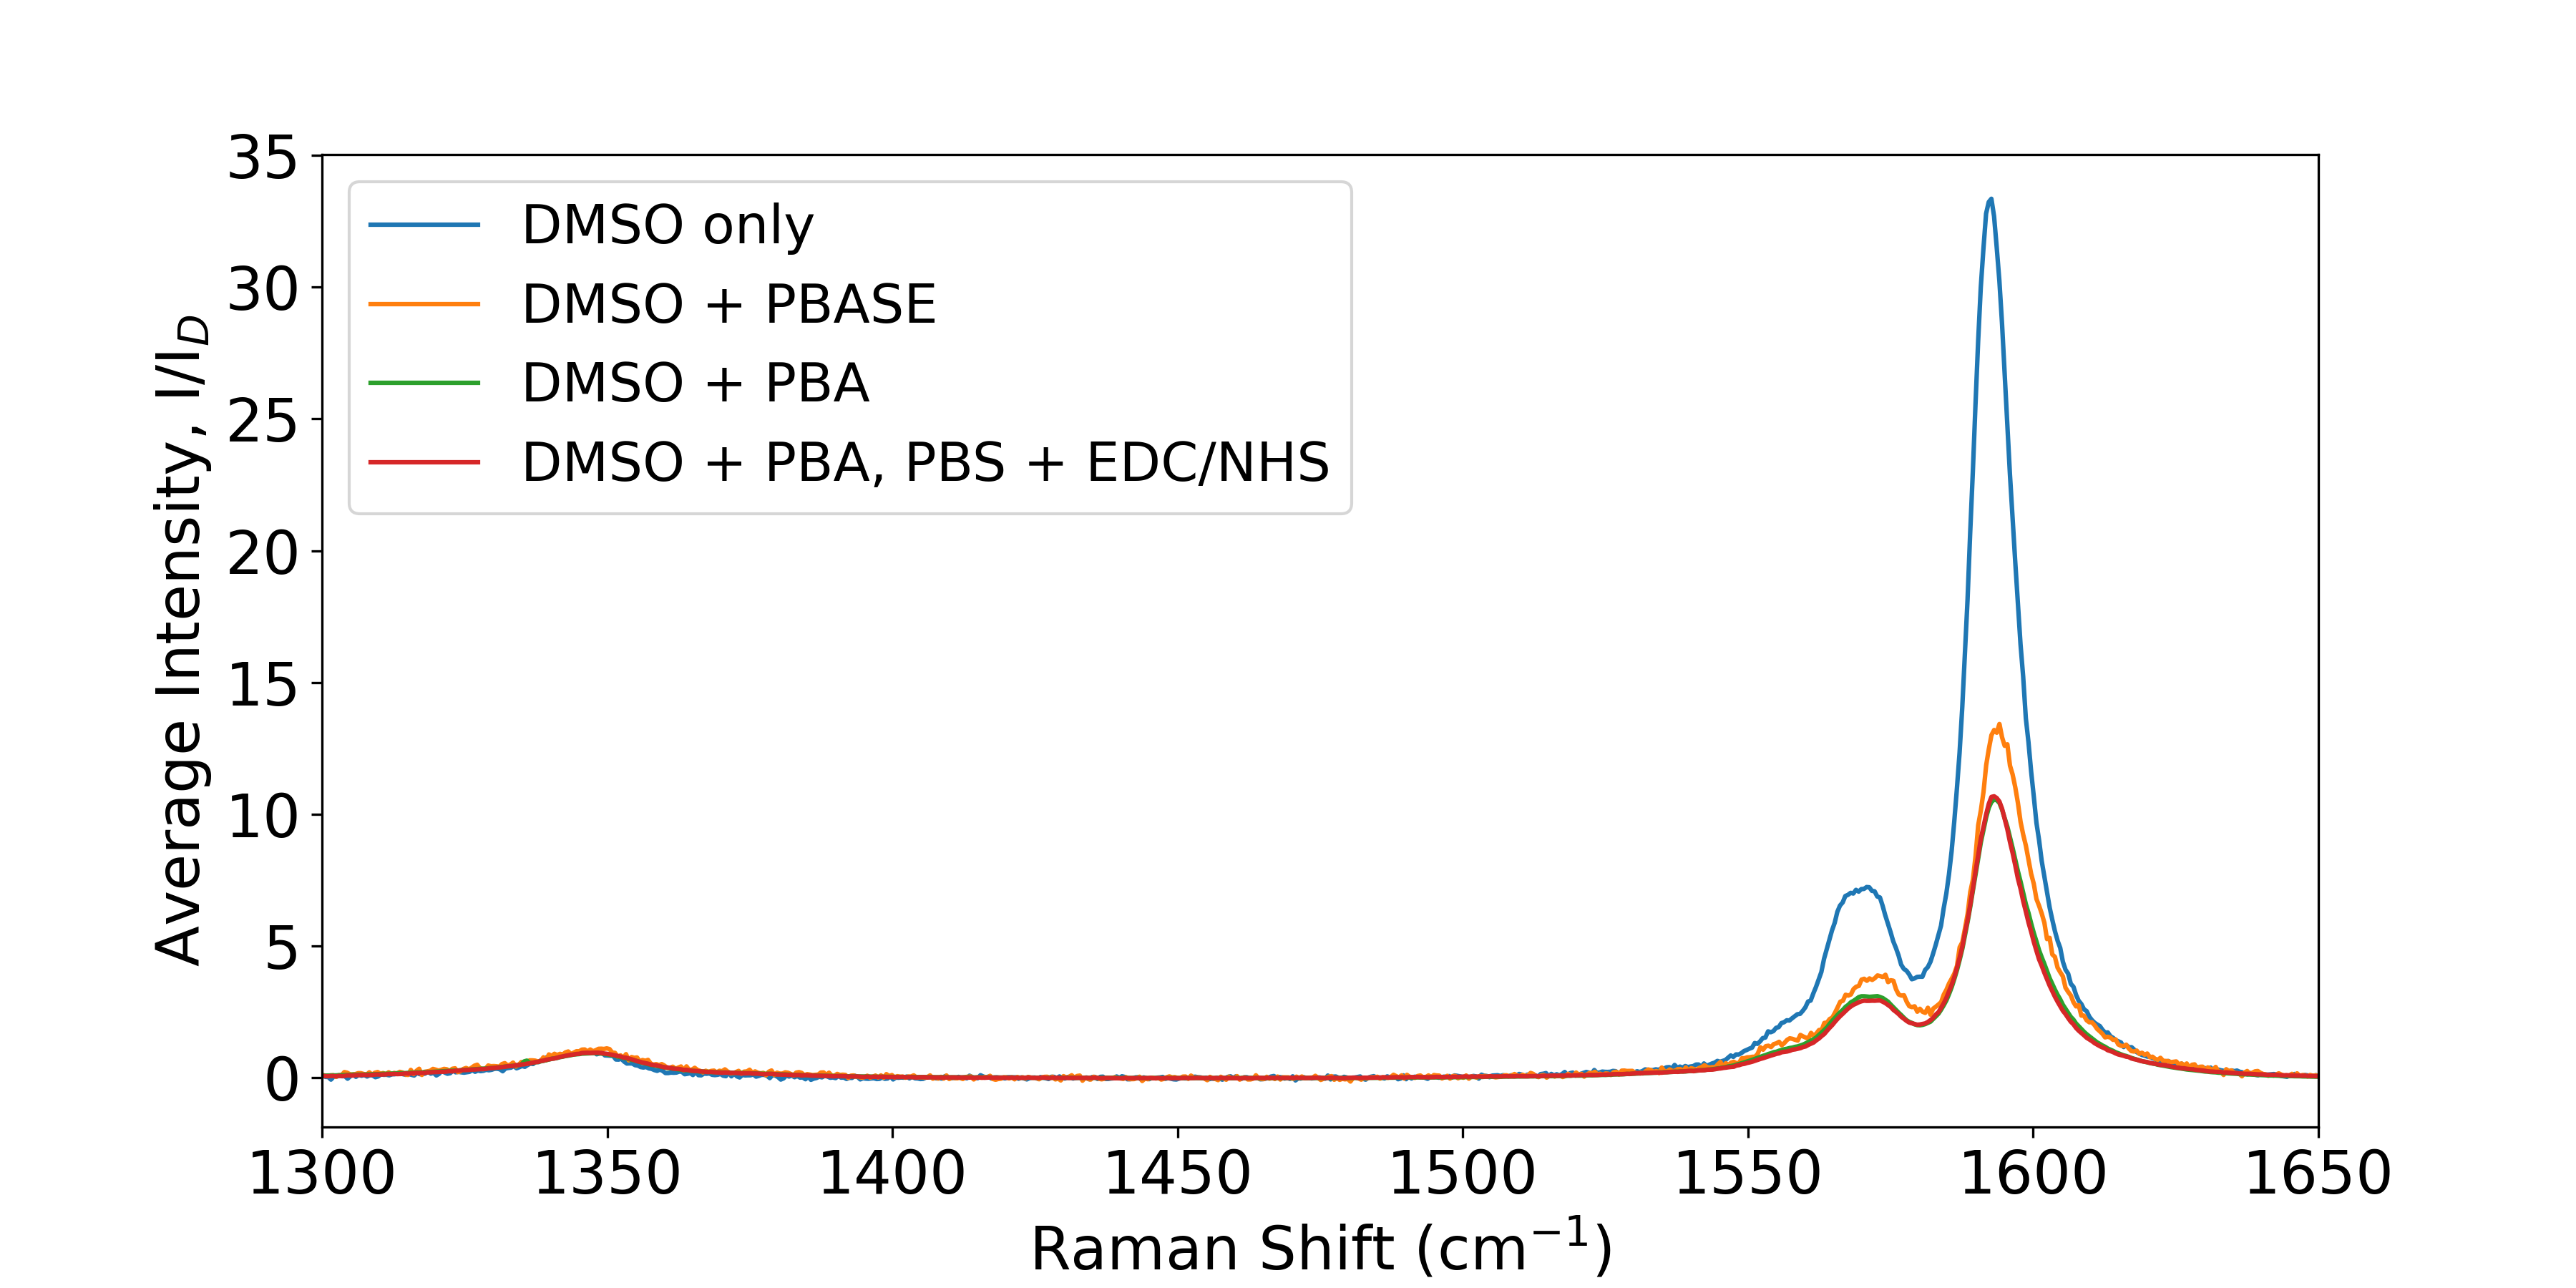 35
30
25
20
15
10
5
0
Average Intensity, I/I_D
DMSO only
DMSO + PBASE
DMSO + PBA
DMSO + PBA, PBS + EDC/NHS
1300 1350 1400 1450 1500 1550 1600 1650
Raman Shift (cm⁻¹)